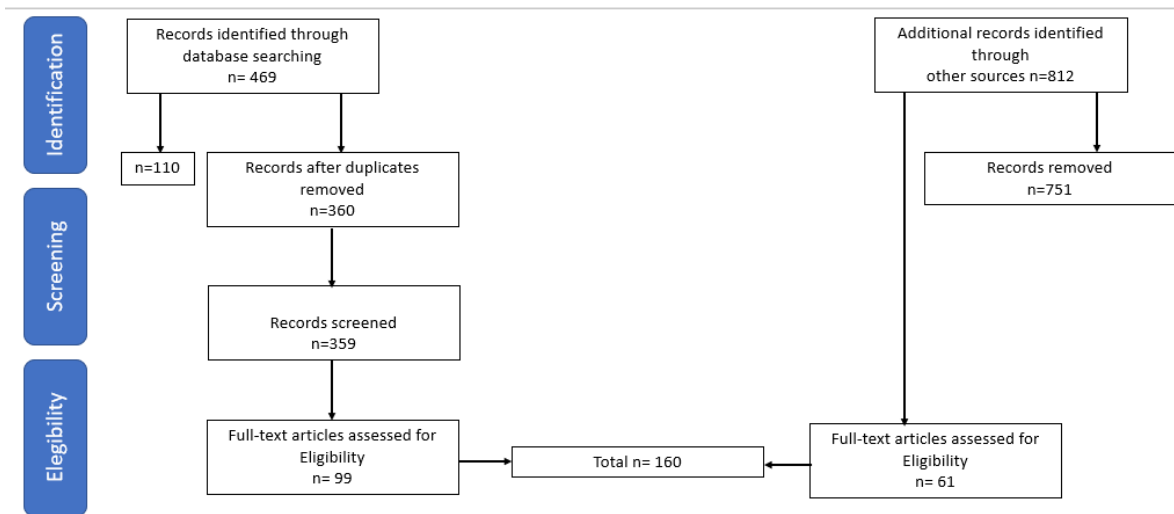 Identification
Records identified through
database searching
n= 469
Additional records identified
through
other sources n=812
n=110
Records after duplicates
removed
n=360
Records removed
n=751
Screening
Records screened
n=359
Elegibility
Full-text articles assessed for
Eligibility
n= 99
Total n= 160
Full-text articles assessed for
Eligibility
n= 61